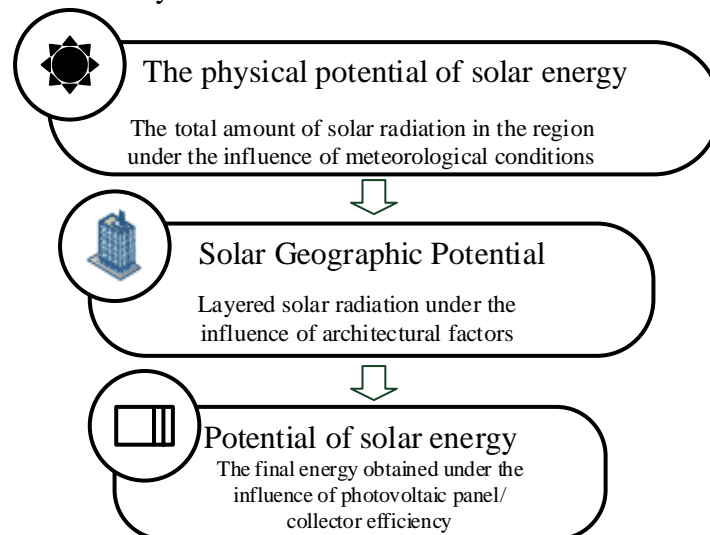 The physical potential of solar energy
The total amount of solar radiation in the region
under the influence of meteorological conditions
Solar Geographic Potential
Layered solar radiation under the
influence of architectural factors
Potential of solar energy
The final energy obtained under the
influence of photovoltaic panel/
collector efficiency